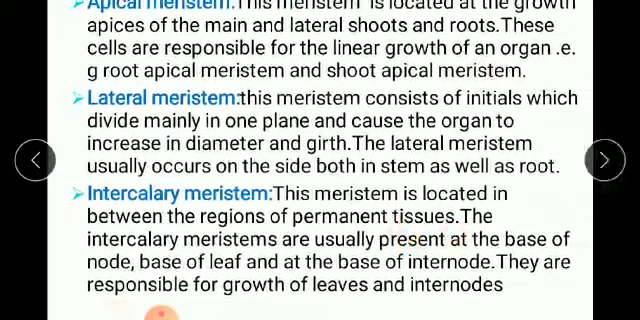 Apical meristem:This meristem is located at the growth
apices of the main and lateral shoots and roots.These
cells are responsible for the linear growth of an organ .e.
g root apical meristem and shoot apical meristem.
Lateral meristem:this meristem consists of initials which
divide mainly in one plane and cause the organ to
increase in diameter and girth.The lateral meristem
usually occurs on the side both in stem as well as root.
Intercalary meristem:This meristem is located in
between the regions of permanent tissues.The
intercalary meristems are usually present at the base of
node, base of leaf and at the base of internode.They are
responsible for growth of leaves and internodes